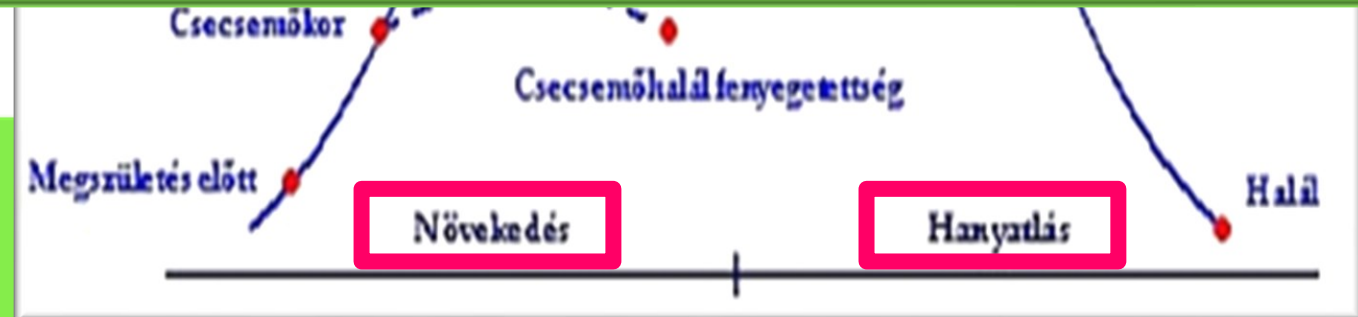 Csecsemőkor
Csecsemőhalál fenyegetettség
Megszületés előtt
Halál
Növekedés
Hanyatlás